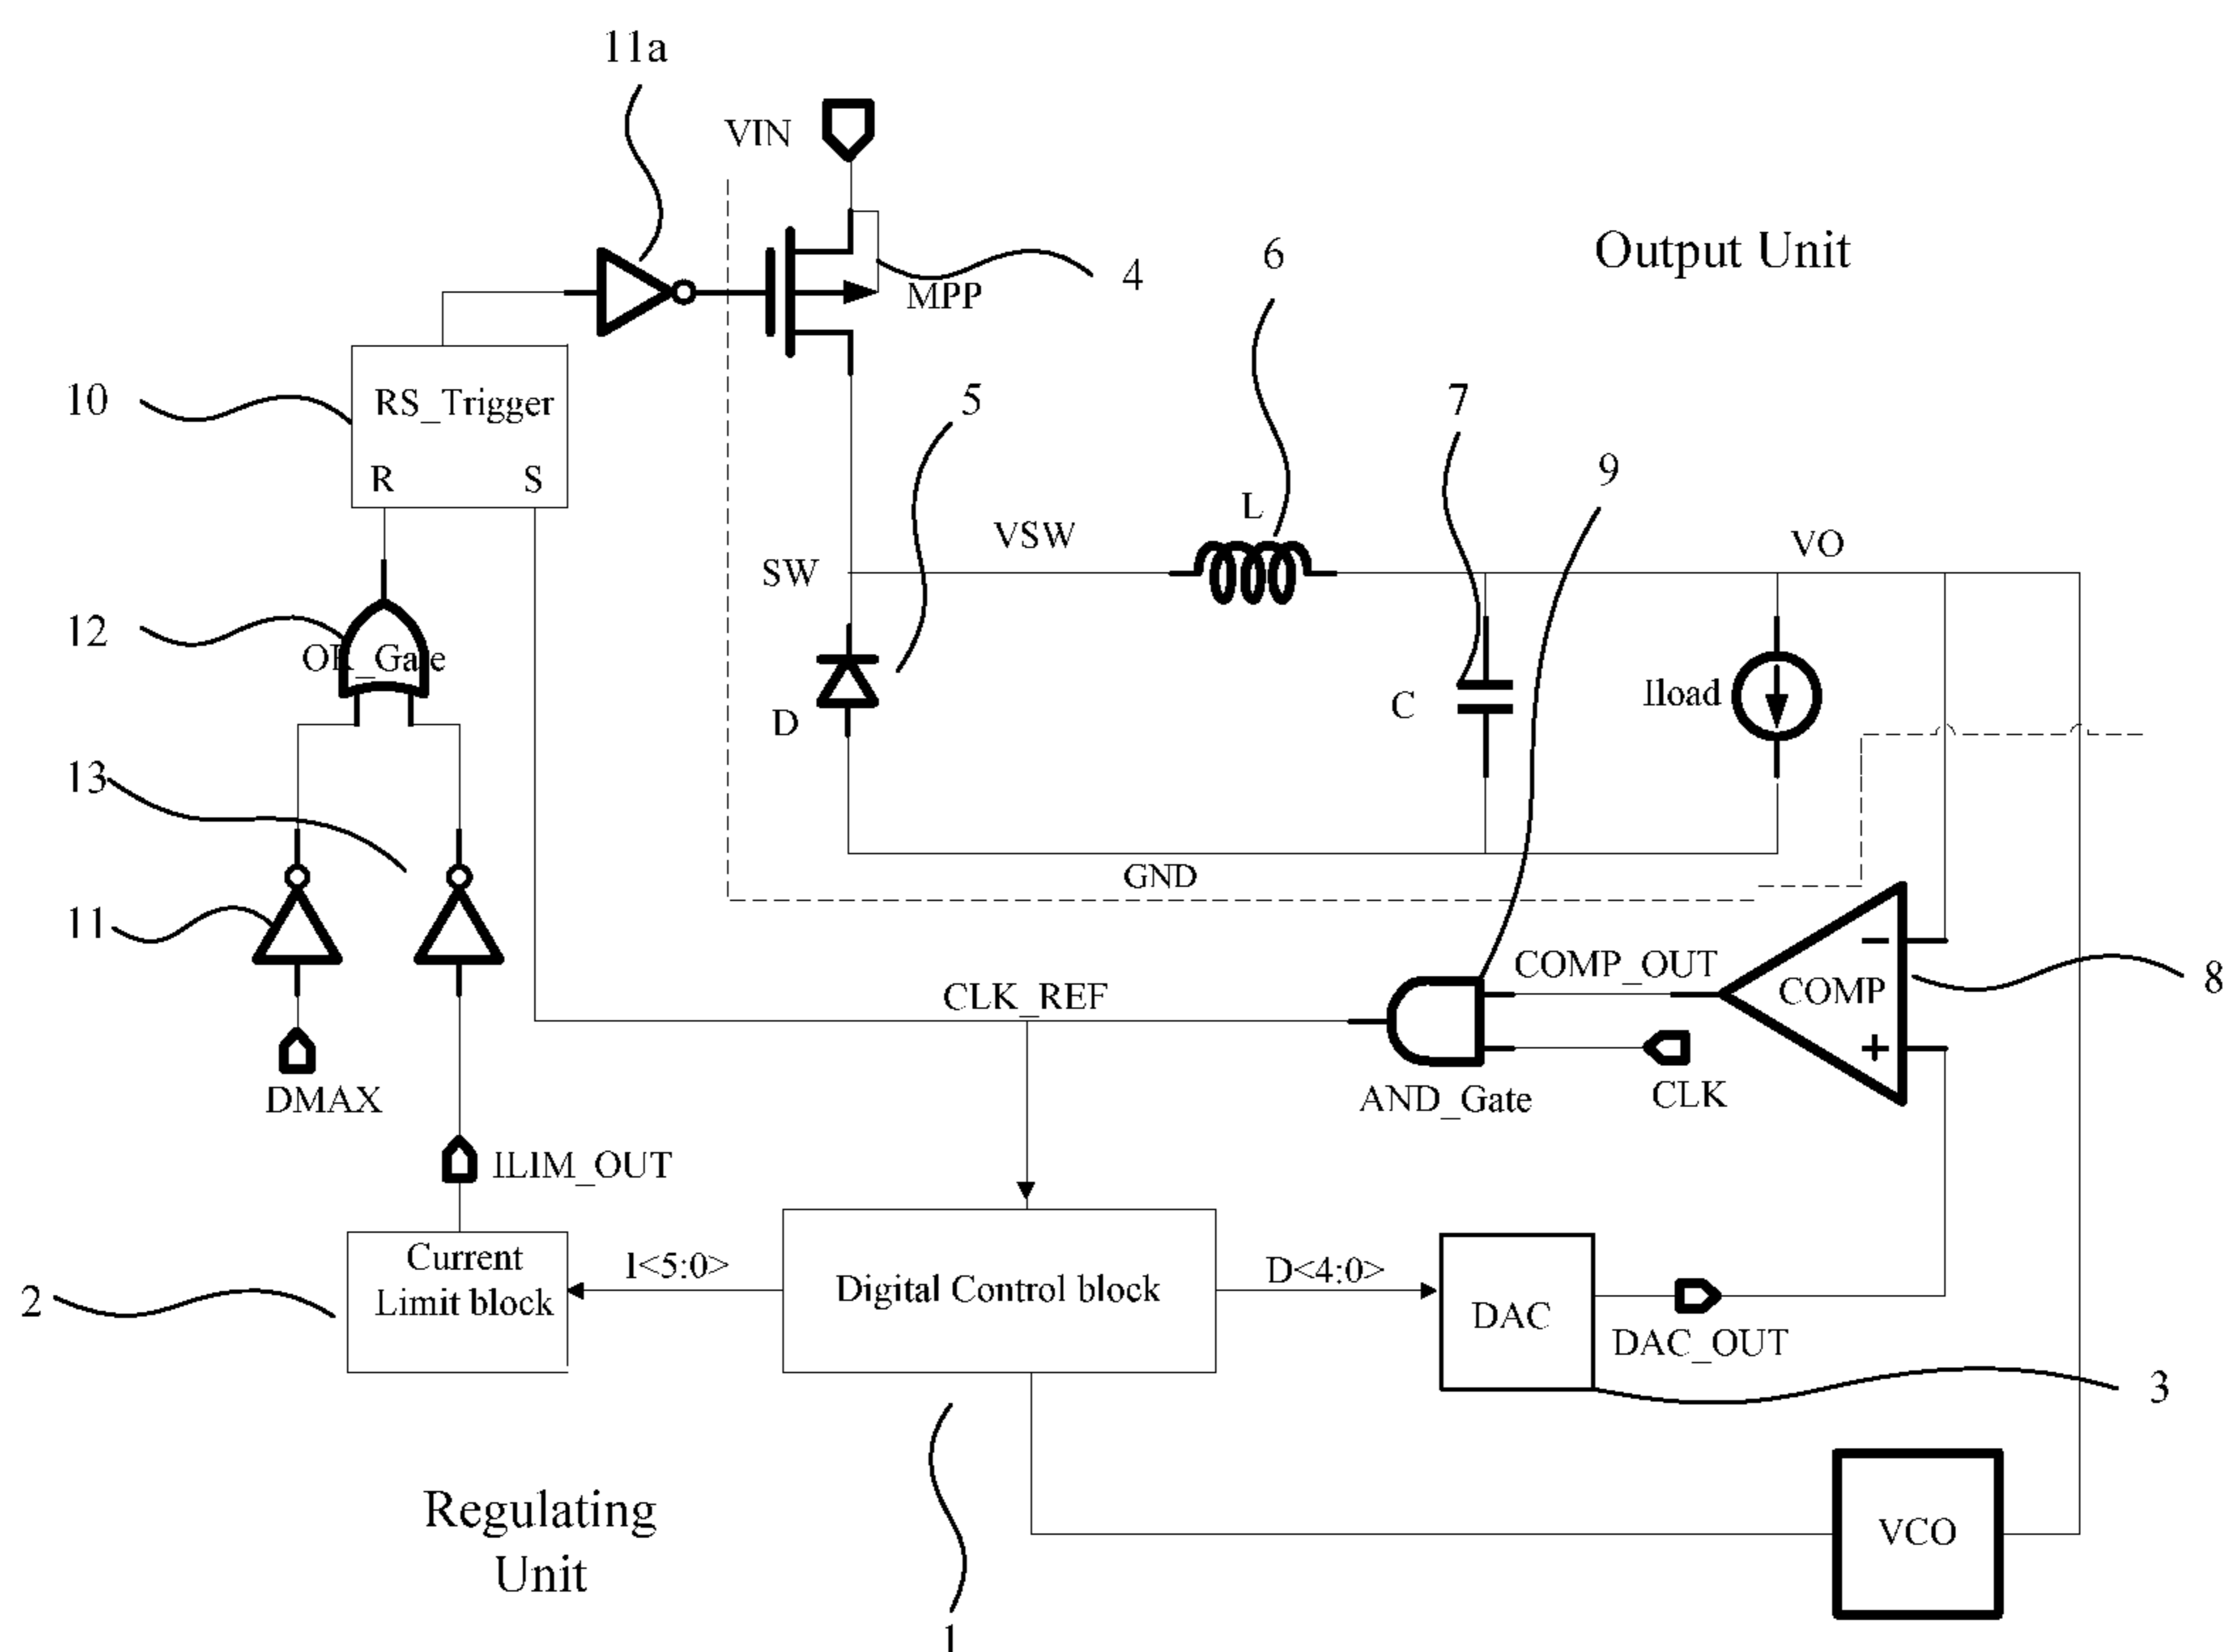 11a
VIN
Output Unit
6
4
MPP
10
RS_Trigger
R
S
5
7
9
L
VSW
SW
VO
12
OR_Gate
D
C
Iload
13
GND
11
COMP_OUT
COMP
−
+
8
CLK_REF
AND_Gate
CLK
DMAX
ILIM_OUT
Current
Limit block
2
I<5:0>
Digital Control block
D<4:0>
DAC
DAC_OUT
3
Regulating
Unit
VCO
1